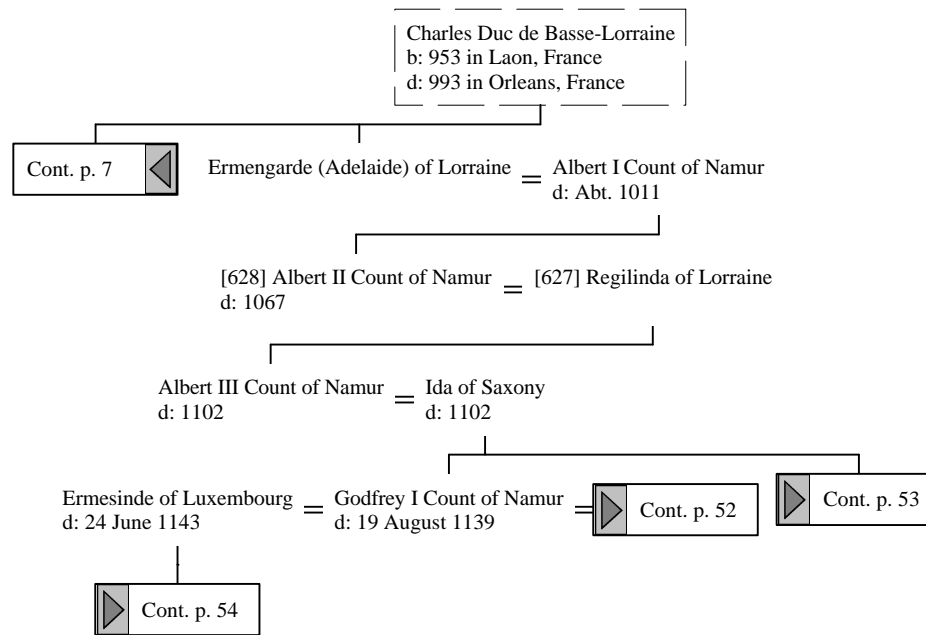 Charles Duc de Basse-Lorraine
b: 953 in Laon, France
d: 993 in Orleans, France
Cont. p. 7
Ermengarde (Adelaide) of Lorraine
=
Albert I Count of Namur
d: Abt. 1011
[628] Albert II Count of Namur
d: 1067
=
[627] Regilinda of Lorraine
Albert III Count of Namur
d: 1102
=
Ida of Saxony
d: 1102
Ermesinde of Luxembourg
d: 24 June 1143
=
Godfrey I Count of Namur
d: 19 August 1139
=
Cont. p. 52
Cont. p. 53
Cont. p. 54